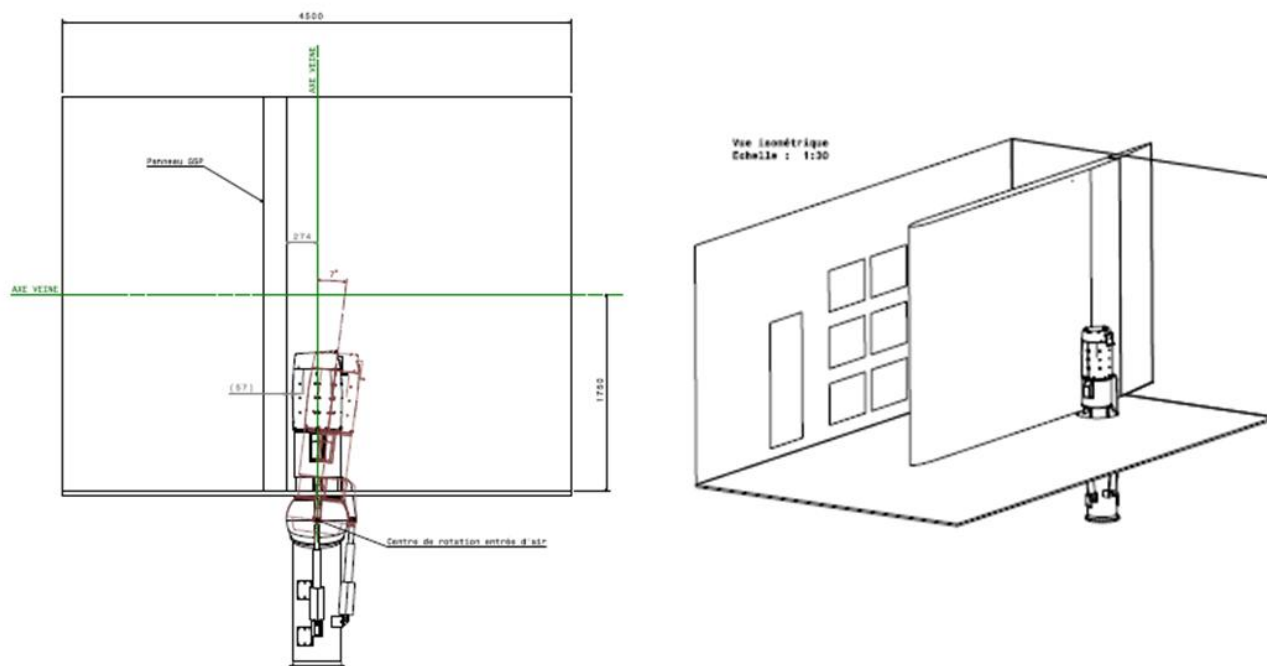 4500
AXE VEINE
Panneau GSP
274
7°
AXE VEINE
(57)
1750
Centre de rotation entrée d'air
Vue isométrique
Echelle : 1:30